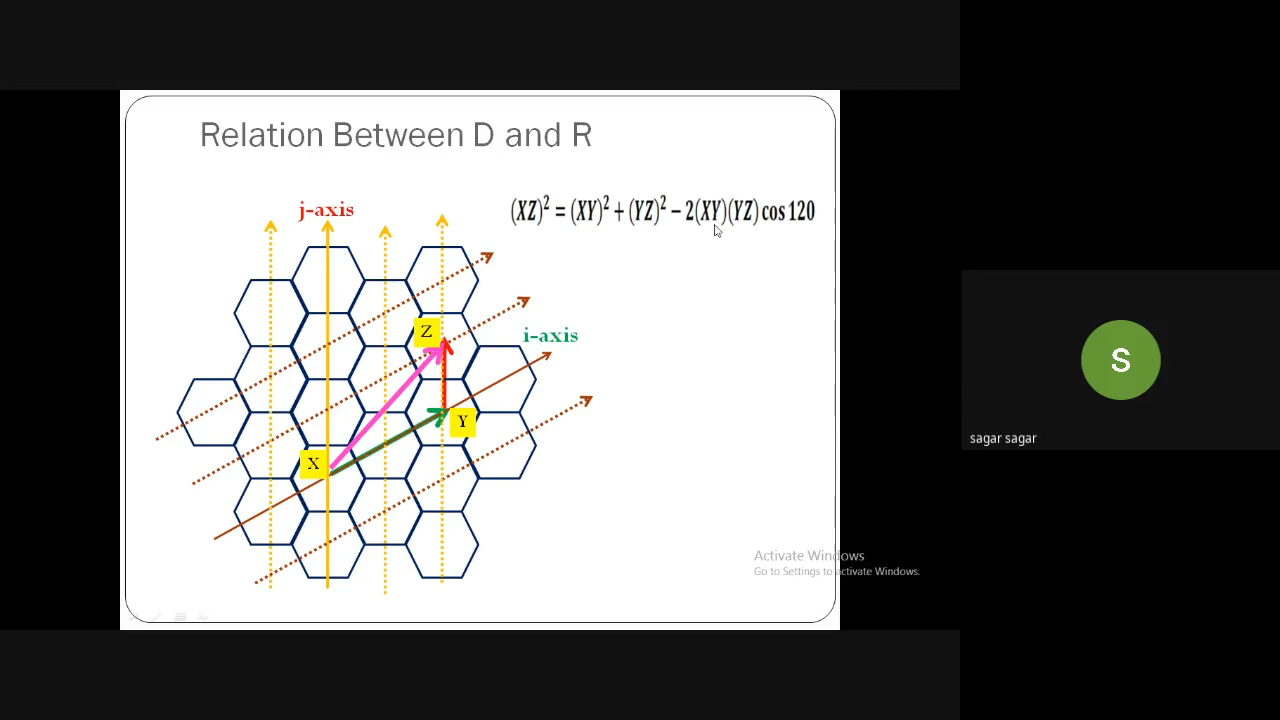 Relation Between D and R
j-axis
(XZ)² = (XY)² + (YZ)² − 2(XY)(YZ) cos 120
Z
i-axis
Y
X
S
sagar sagar
Activate Windows
Go to Settings to activate Windows.